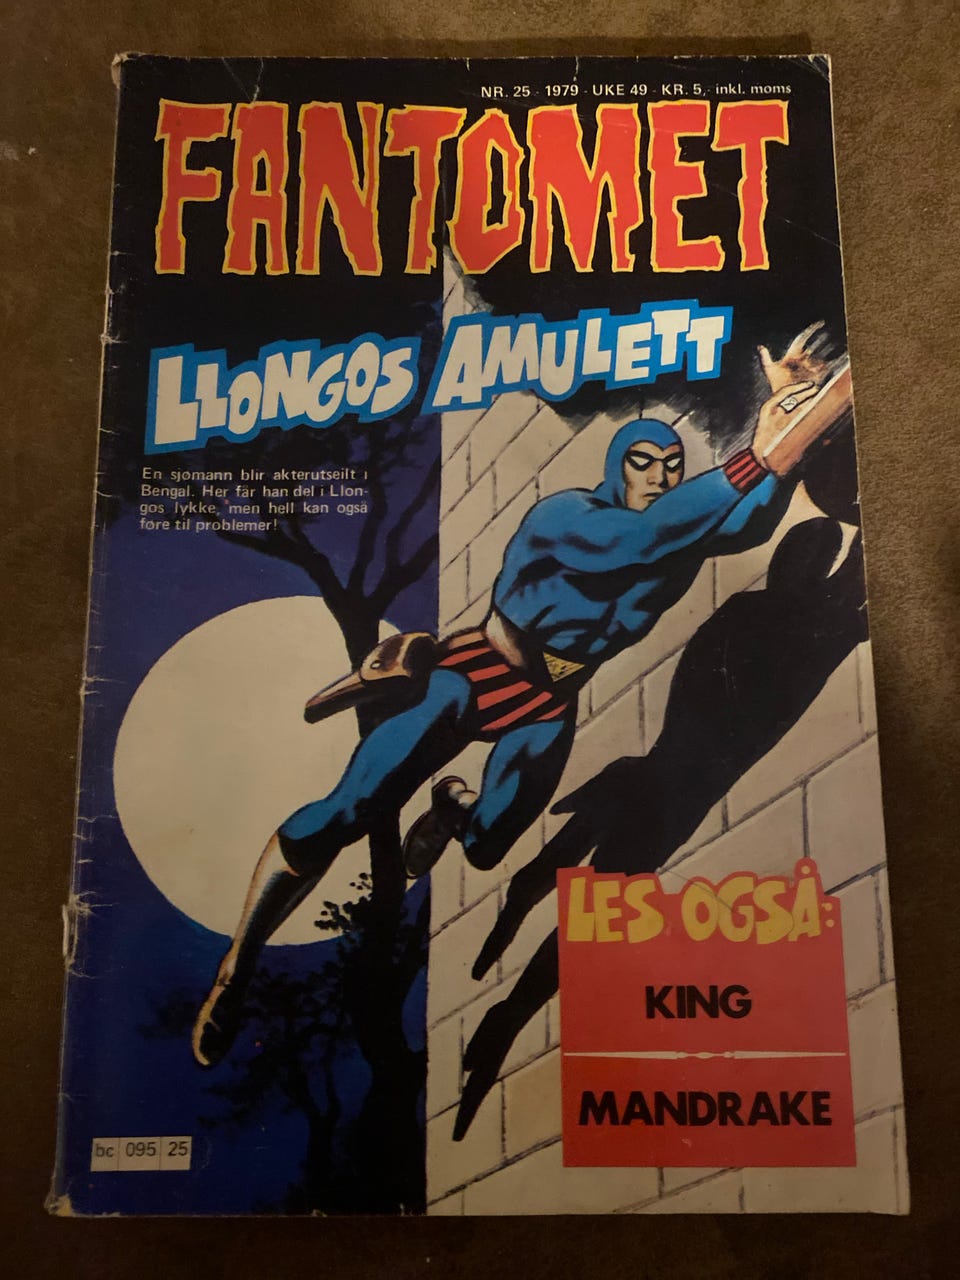 NR. 25 - 1979 - UKE 49 - KR. 5,- inkl. moms
FANTOMET
LLONGOS AMULETT
En sjømann blir akterutseilt i
Bengal. Her får han del i Llon-
gos lykke, men hell kan også
føre til problemer!
LES OGSÅ:
KING
MANDRAKE
bc 095 25